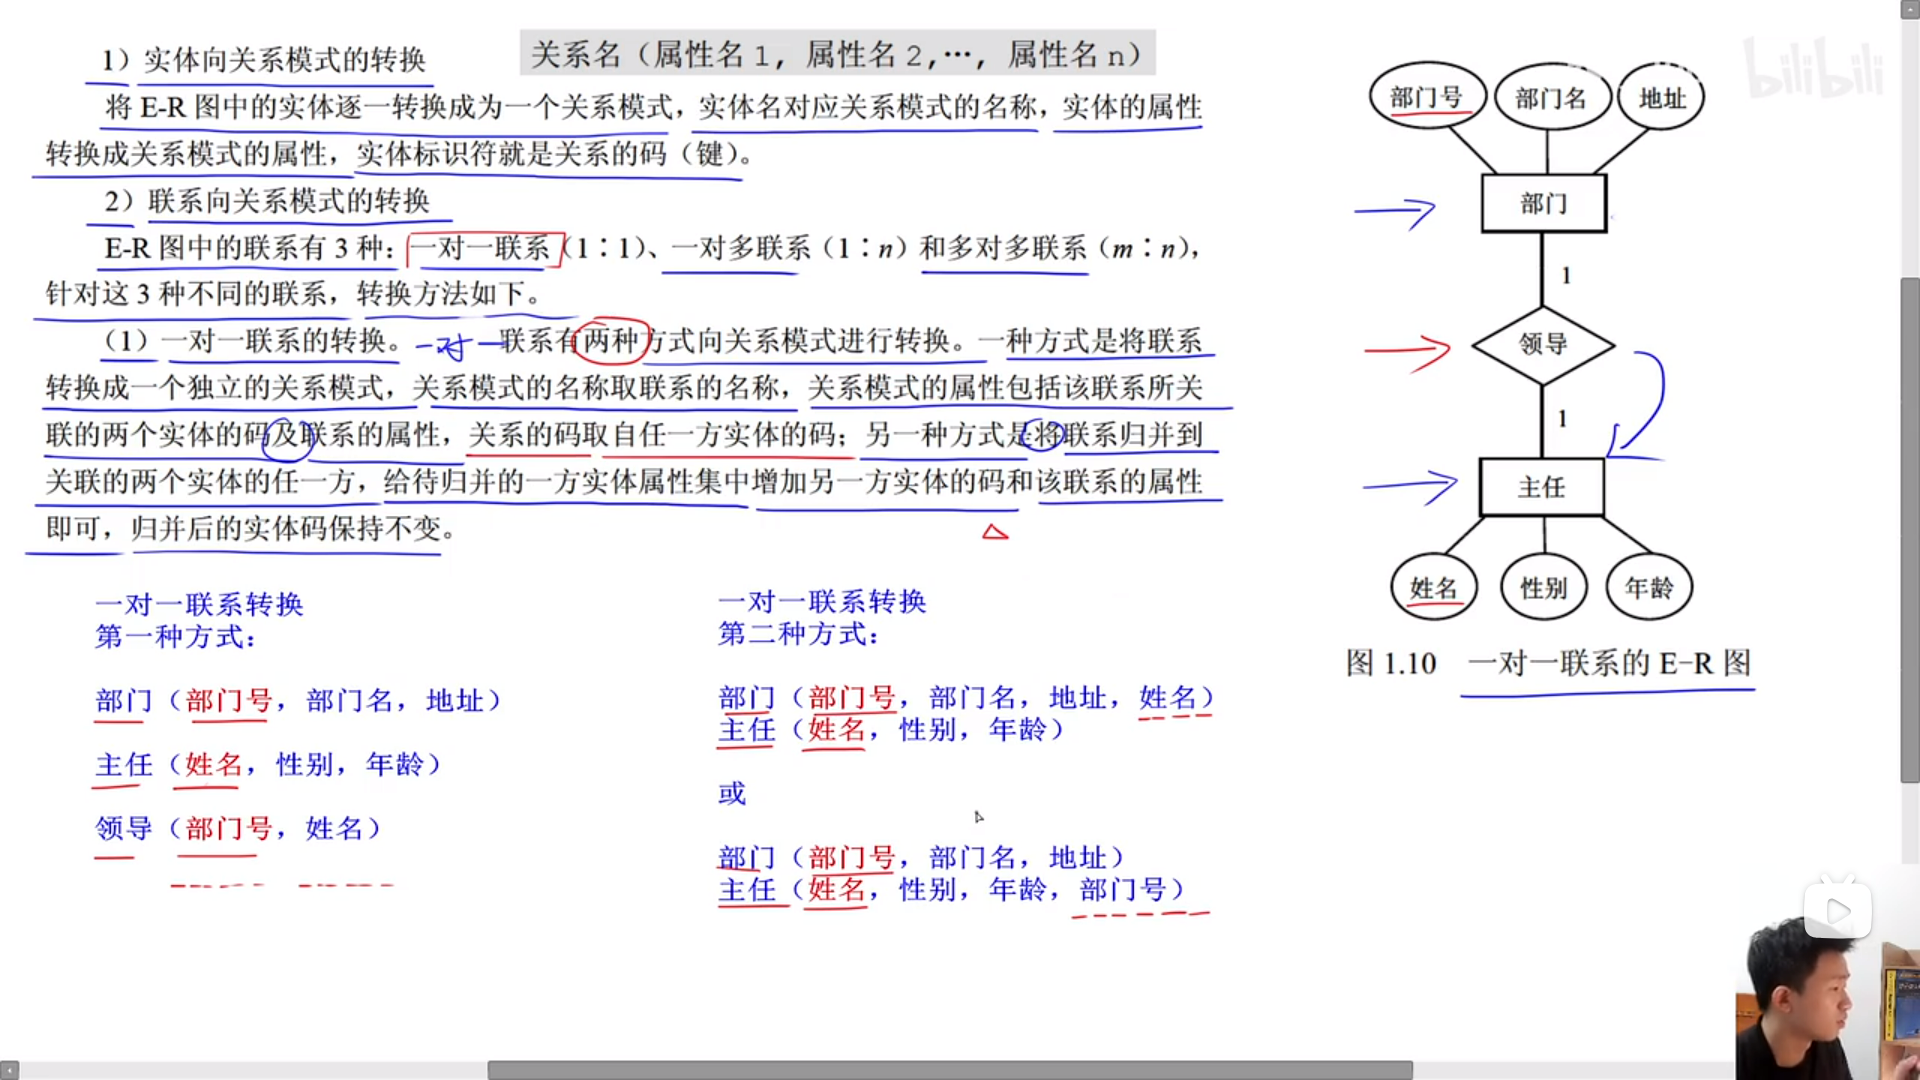 1）实体向关系模式的转换
关系名（属性名1，属性名2,…，属性名n）
将 E-R 图中的实体逐一转换成为一个关系模式，实体名对应关系模式的名称，实体的属性
转换成关系模式的属性，实体标识符就是关系的码（键）。
2）联系向关系模式的转换
E-R 图中的联系有 3 种：一对一联系（1∶1）、一对多联系（1∶n）和多对多联系（m∶n），
针对这 3 种不同的联系，转换方法如下。
（1）一对一联系的转换。一对一联系有两种方式向关系模式进行转换。一种方式是将联系
转换成一个独立的关系模式，关系模式的名称取联系的名称，关系模式的属性包括该联系所关
联的两个实体的码及联系的属性，关系的码取自任一方实体的码；另一种方式是将联系归并到
关联的两个实体的任一方，给待归并的一方实体属性集中增加另一方实体的码和该联系的属性
即可，归并后的实体码保持不变。
一对一联系转换
第一种方式：
部门（部门号，部门名，地址）
主任（姓名，性别，年龄）
领导（部门号，姓名）
一对一联系转换
第二种方式：
部门（部门号，部门名，地址，姓名）
主任（姓名，性别，年龄）
或
部门（部门号，部门名，地址）
主任（姓名，性别，年龄，部门号）
部门号
部门名
地址
部门
1
领导
1
主任
姓名
性别
年龄
图 1.10 一对一联系的 E-R 图
bilibili